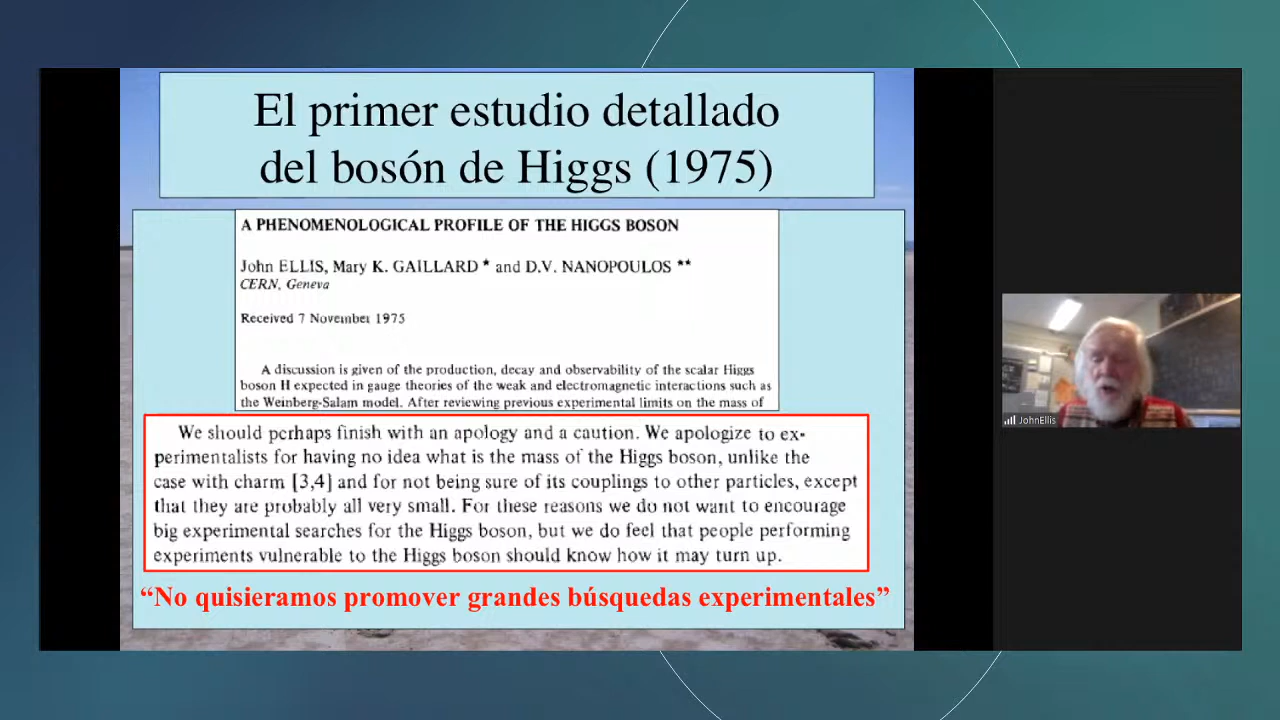 El primer estudio detallado
del bosón de Higgs (1975)
A PHENOMENOLOGICAL PROFILE OF THE HIGGS BOSON
John ELLIS, Mary K. GAILLARD * and D.V. NANOPOULOS **
CERN, Geneva
Received 7 November 1975
A discussion is given of the production, decay and observability of the scalar Higgs
boson H expected in gauge theories of the weak and electromagnetic interactions such as
the Weinberg-Salam model. After reviewing previous experimental limits on the mass of
We should perhaps finish with an apology and a caution. We apologize to ex-
perimentalists for having no idea what is the mass of the Higgs boson, unlike the
case with charm [3,4] and for not being sure of its couplings to other particles, except
that they are probably all very small. For these reasons we do not want to encourage
big experimental searches for the Higgs boson, but we do feel that people performing
experiments vulnerable to the Higgs boson should know how it may turn up.
“No quisieramos promover grandes búsquedas experimentales”
JohnEllis